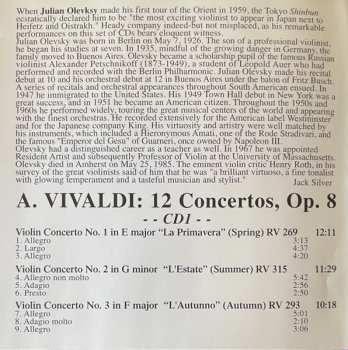 When Julian Olevksy made his first tour of the Orient in 1959, the Tokyo Shinbun
ecstatically declared him to be "the most exciting violinist to appear in Japan next to
Heifetz and Oistrakh." Heady company indeed-but not misplaced, as his remarkable
performances on this set of CDs bears eloquent witness.
Julian Olevsky was born in Berlin on May 7, 1926. The son of a professional violinist,
he began his studies at seven. In 1935, mindful of the growing danger in Germany, the
family moved to Buenos Aires. Olevsky became a scholarship pupil of the famous Russian
violinist Alexander Petschnikoff (1873-1949), a student of Leopold Auer who had
performed and recorded with the Berlin Philharmonic. Julian Olevsky made his recital
debut at 10 and his orchestral debut at 12 in Buenos Aires under the baton of Fritz Busch.
A series of recitals and orchestral appearances throughout South American ensued. In
1947 he immigrated to the United States. His 1949 Town Hall debut in New York was a
great success, and in 1951 he became an American citizen. Throughout the 1950s and
1960s he performed widely, touring the great musical centers of the world and appearing
with the finest orchestras. He recorded extensively for the American label Westminster
and for the Japanese company King. His virtuosity and artistry were well matched by
his instruments, which included a Hieronymous Amati, one of the Rode Stradivari, and
the famous "Emperor del Gesu" of Guarneri, once owned by Napoleon III.
Olevsky had a distinguished career as a teacher as well. In 1967 he was appointed
Resident Artist and subsequently Professor of Violin at the University of Massachusetts.
Olevsky died in Amherst on May 25, 1985. The eminent violin critic Henry Roth, in his
survey of the great violinists said of him that he was "a brilliant virtuoso, a fine tonalist
with glowing temperament and a tasteful musician and stylist."
Jack Silver
A. VIVALDI: 12 Concertos, Op. 8
- - CD1 - -
Violin Concerto No. 1 in E major "La Primavera" (Spring) RV 269 12:11
1. Allegro 3:13
2. Largo 4:37
3. Allegro 4:20
Violin Concerto No. 2 in G minor "L'Estate" (Summer) RV 315 11:29
4. Allegro non molto 5:42
5. Adagio 2:56
6. Presto 2:50
Violin Concerto No. 3 in F major "L'Autunno" (Autumn) RV 293 10:18
7. Allegro 5:01
8. Adagio molto 2:10
9. Allegro 3:06